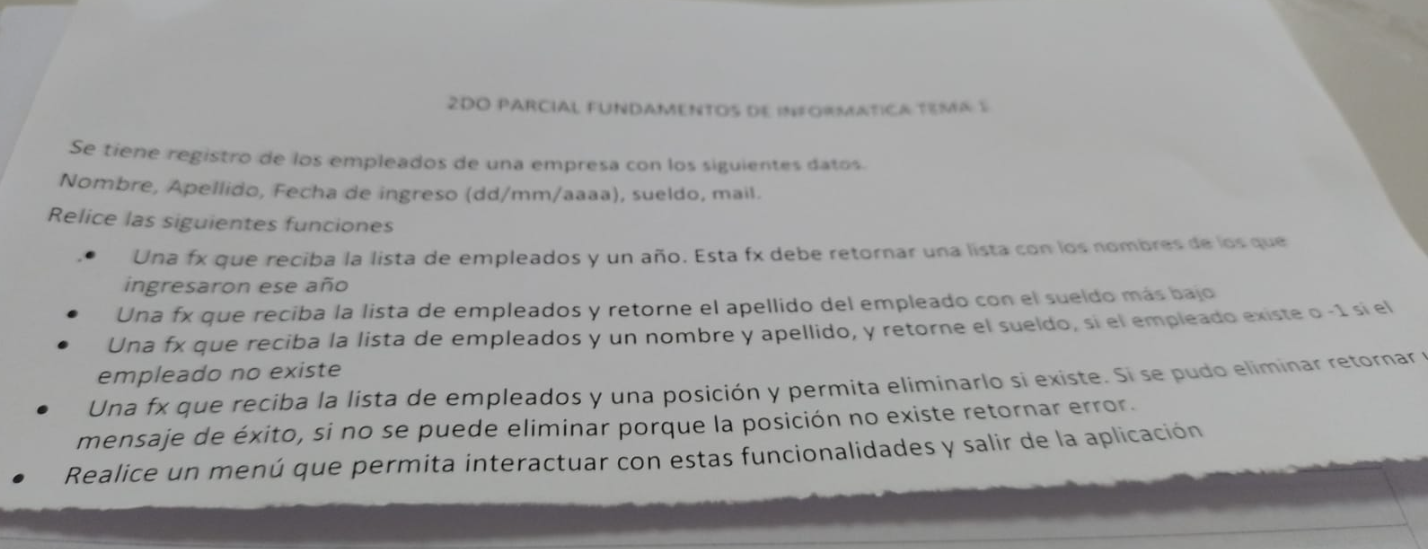 2DO PARCIAL FUNDAMENTOS DE INFORMATICA TEMA 1
Se tiene registro de los empleados de una empresa con los siguientes datos.
Nombre, Apellido, Fecha de ingreso (dd/mm/aaaa), sueldo, mail.
Relice las siguientes funciones
• Una fx que reciba la lista de empleados y un año. Esta fx debe retornar una lista con los nombres de los que
ingresaron ese año
• Una fx que reciba la lista de empleados y retorne el apellido del empleado con el sueldo más bajo
• Una fx que reciba la lista de empleados y un nombre y apellido, y retorne el sueldo, si el empleado existe o -1 si el
empleado no existe
• Una fx que reciba la lista de empleados y una posición y permita eliminarlo si existe. Si se pudo eliminar retornar
mensaje de éxito, si no se puede eliminar porque la posición no existe retornar error.
• Realice un menú que permita interactuar con estas funcionalidades y salir de la aplicación